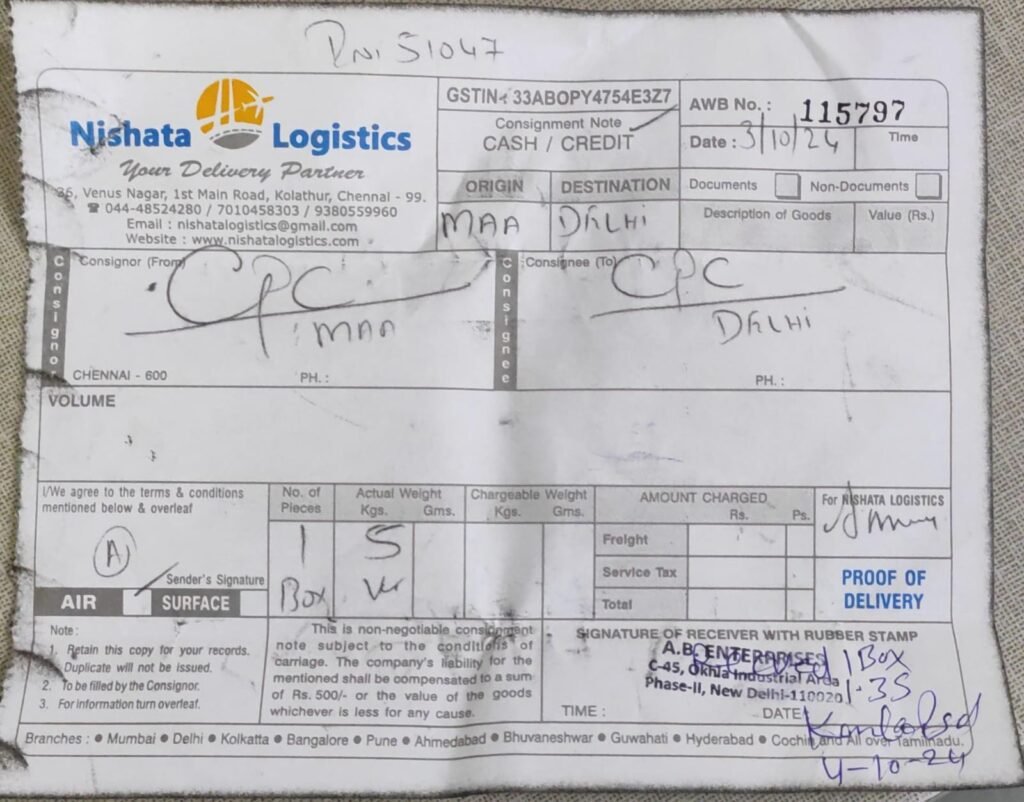 51047
Nishata Logistics
Your Delivery Partner
36, Venus Nagar, 1st Main Road, Kolathur, Chennai - 99.
☎ 044-48524280 / 7010458303 / 9380559960
Email : nishatalogistics@gmail.com
Website : www.nishatalogistics.com
GSTIN : 33ABOPY4754E3Z7
Consignment Note
CASH / CREDIT
AWB No. : 115797
Date : 3/10/24 Time
ORIGIN DESTINATION
MAA DELHI
Documents Non-Documents
Description of Goods Value (Rs.)
Consignor
Consignor (From)
CPC
MAA
CHENNAI - 600 PH. :
Consignee
Consignee (To)
CPC
DELHI
PH. :
VOLUME
I/We agree to the terms & conditions
mentioned below & overleaf
A
Sender's Signature
AIR SURFACE
No. of Pieces
1
Box
Actual Weight
Kgs. Gms.
5
Chargeable Weight
Kgs. Gms.
AMOUNT CHARGED
Rs. Ps.
Freight
Service Tax
Total
For NISHATA LOGISTICS
PROOF OF
DELIVERY
Note :
1. Retain this copy for your records.
Duplicate will not be issued.
2. To be filled by the Consignor.
3. For information turn overleaf.
This is non-negotiable consignment
note subject to the conditions of
carriage. The company's liability for the
mentioned shall be compensated to a sum
of Rs. 500/- or the value of the goods
whichever is less for any cause.
SIGNATURE OF RECEIVER WITH RUBBER STAMP
A.B. ENTERPRISES
C-45, Okhla Industrial Area
Phase-II, New Delhi-110020
1 Box
1.35
TIME : DATE
4-10-24
Branches : • Mumbai • Delhi • Kolkatta • Bangalore • Pune • Ahmedabad • Bhuvaneshwar • Guwahati • Hyderabad • Cochin and All over Tamilnadu.